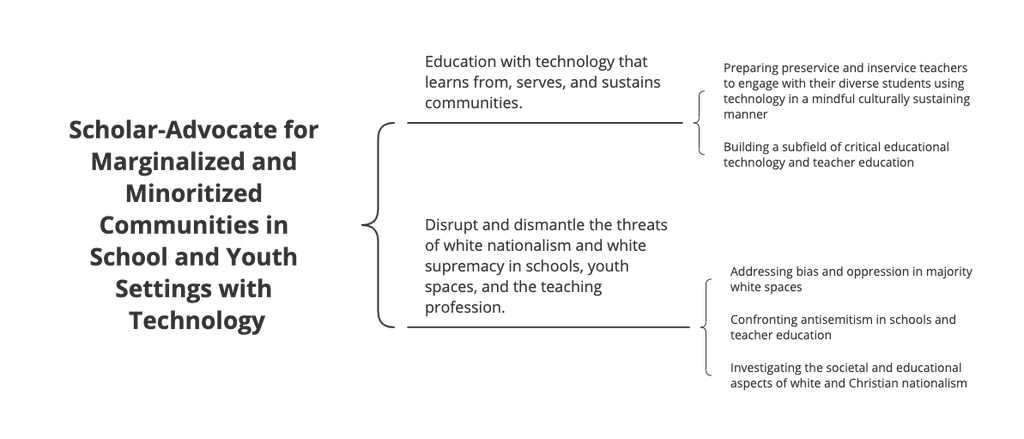 Scholar-Advocate for
Marginalized and
Minoritized
Communities in
School and Youth
Settings with
Technology
Education with technology that
learns from, serves, and sustains
communities.
Preparing preservice and inservice teachers
to engage with their diverse students using
technology in a mindful culturally sustaining
manner
Building a subfield of critical educational
technology and teacher education
Disrupt and dismantle the threats
of white nationalism and white
supremacy in schools, youth
spaces, and the teaching
profession.
Addressing bias and oppression in majority
white spaces
Confronting antisemitism in schools and
teacher education
Investigating the societal and educational
aspects of white and Christian nationalism